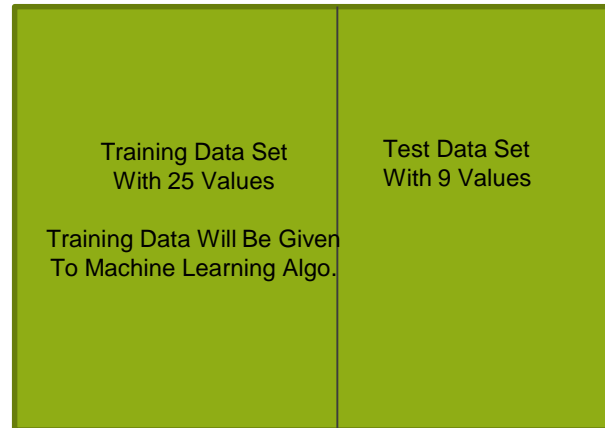 Training Data Set
With 25 Values
Training Data Will Be Given
To Machine Learning Algo.
Test Data Set
With 9 Values